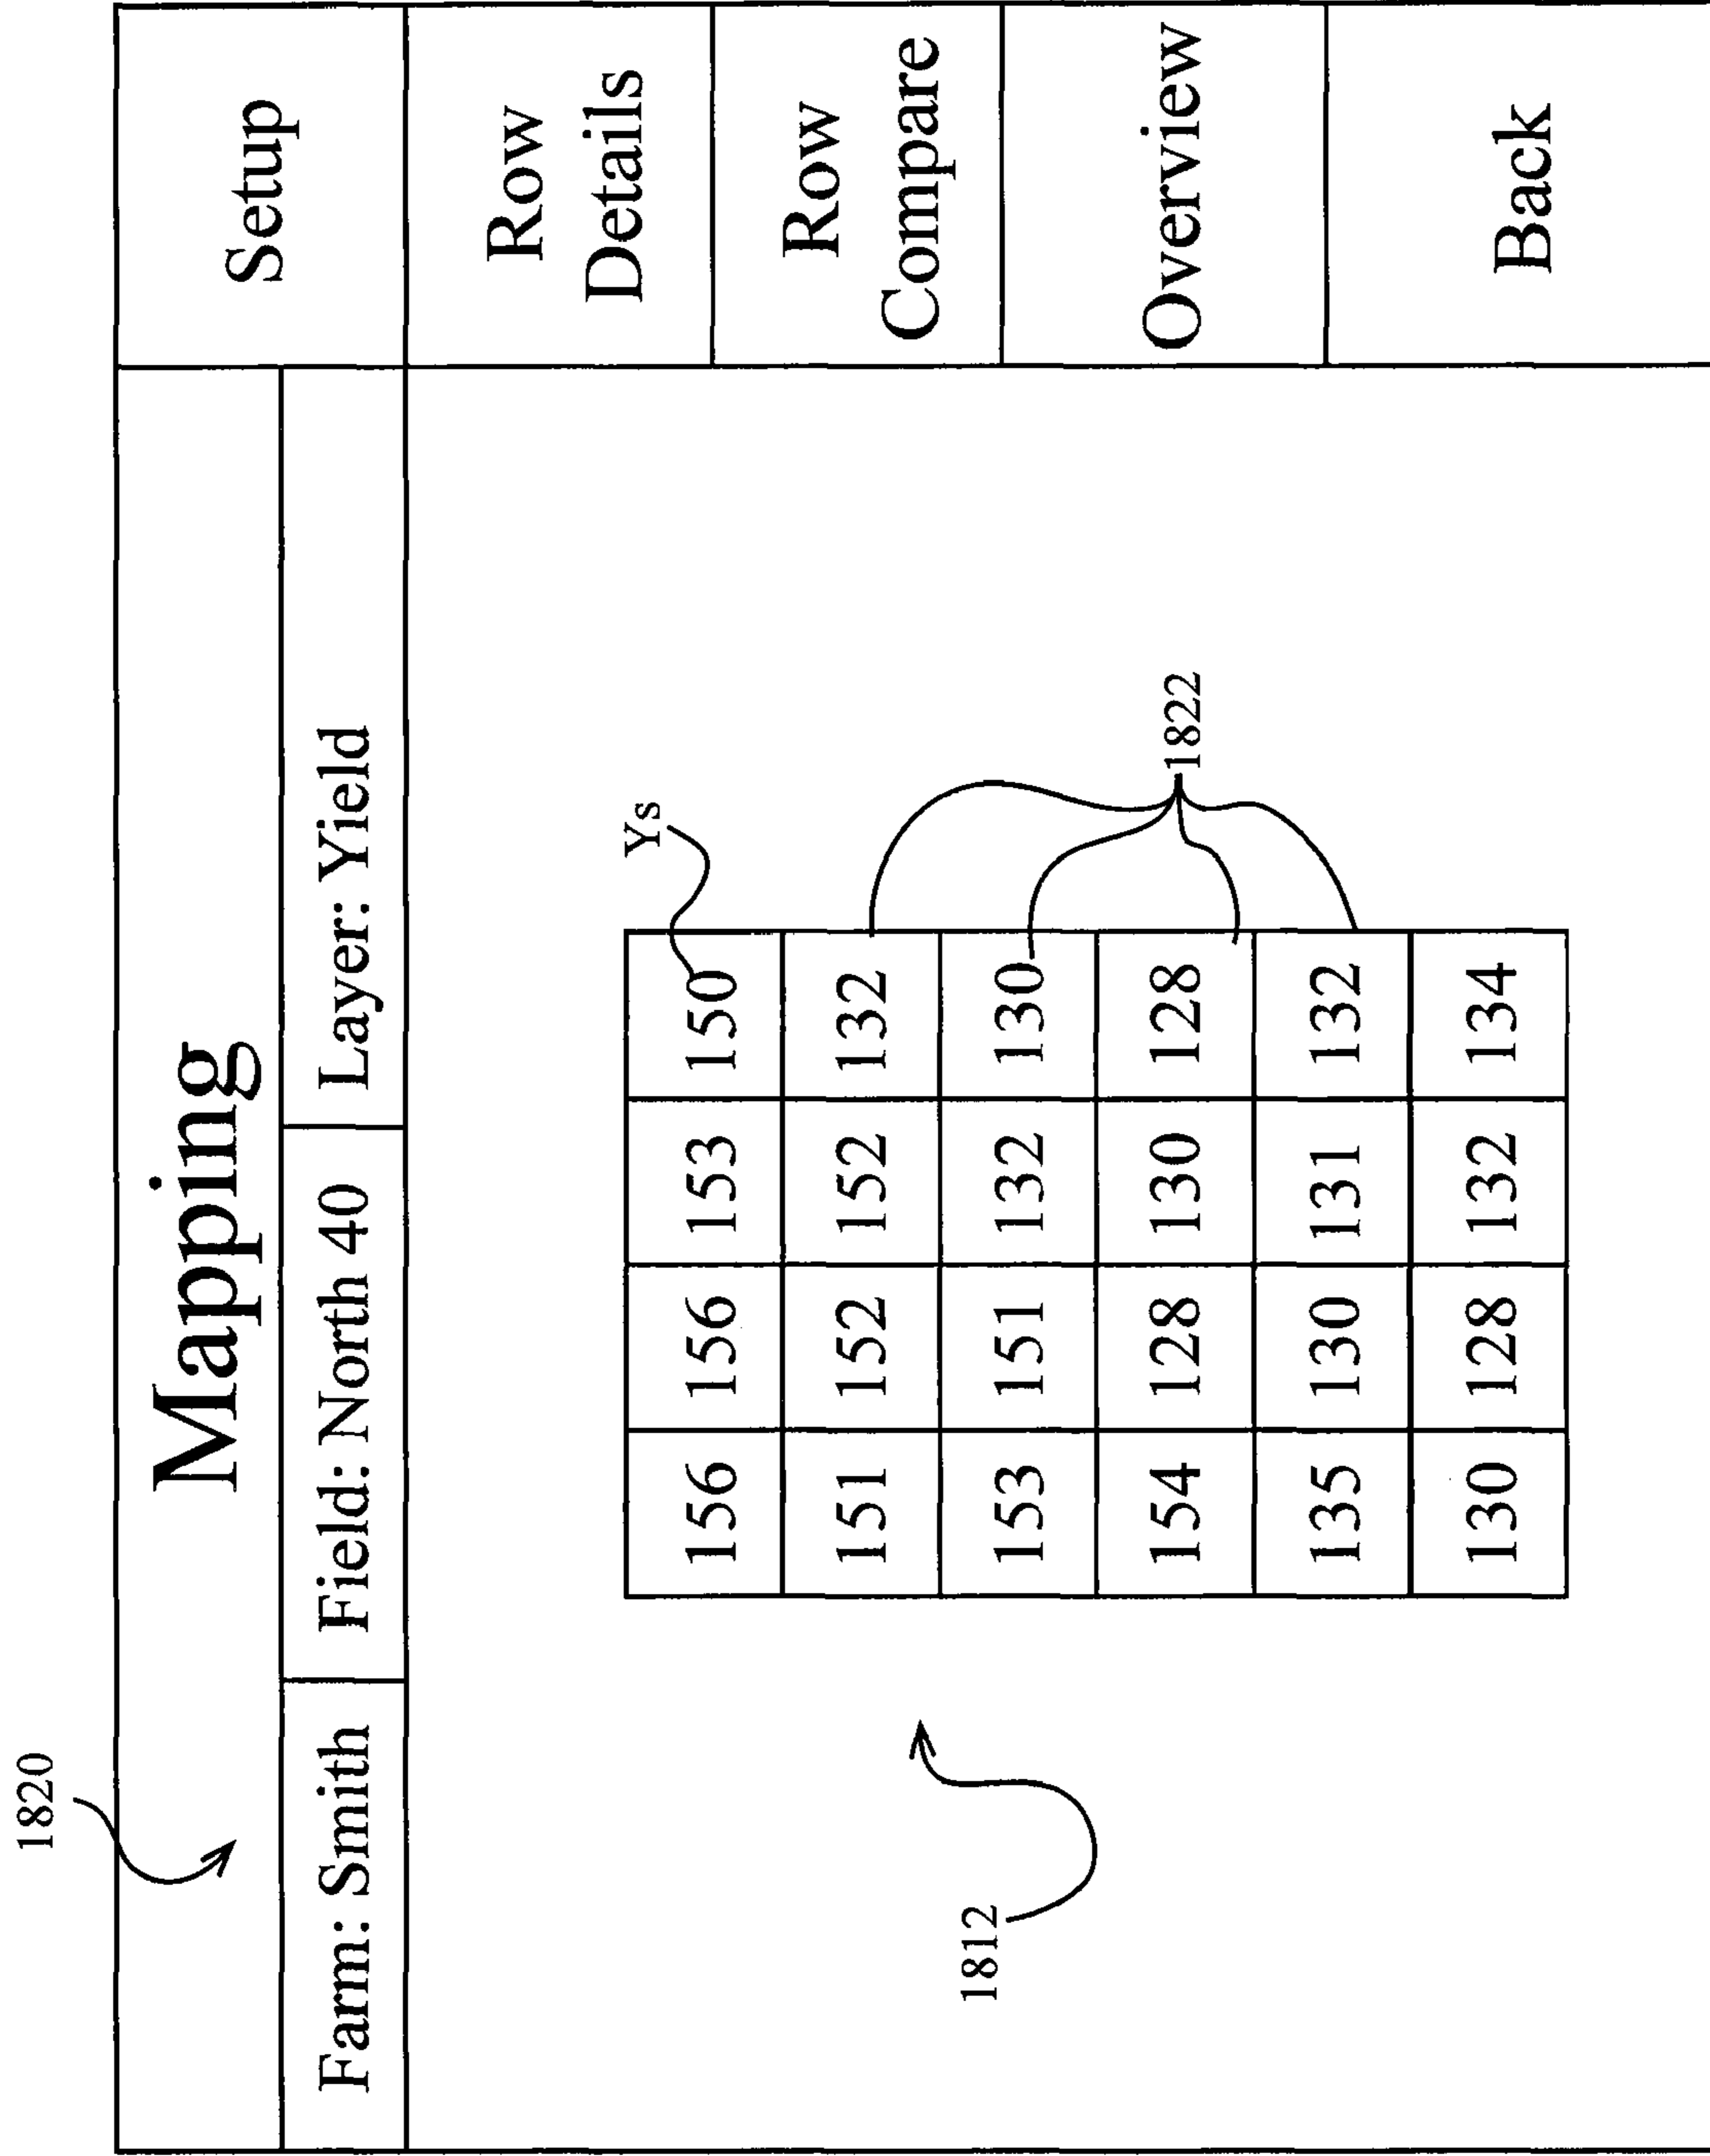 1820
Mapping
Setup
Farm: Smith
Field: North 40
Layer: Yield
Row
Details
Row
Compare
Overview
Back
Ys
156 156 153 150
151 152 152 132
153 151 132 130
154 128 130 128
135 130 131 132
130 128 132 134
1822
1812